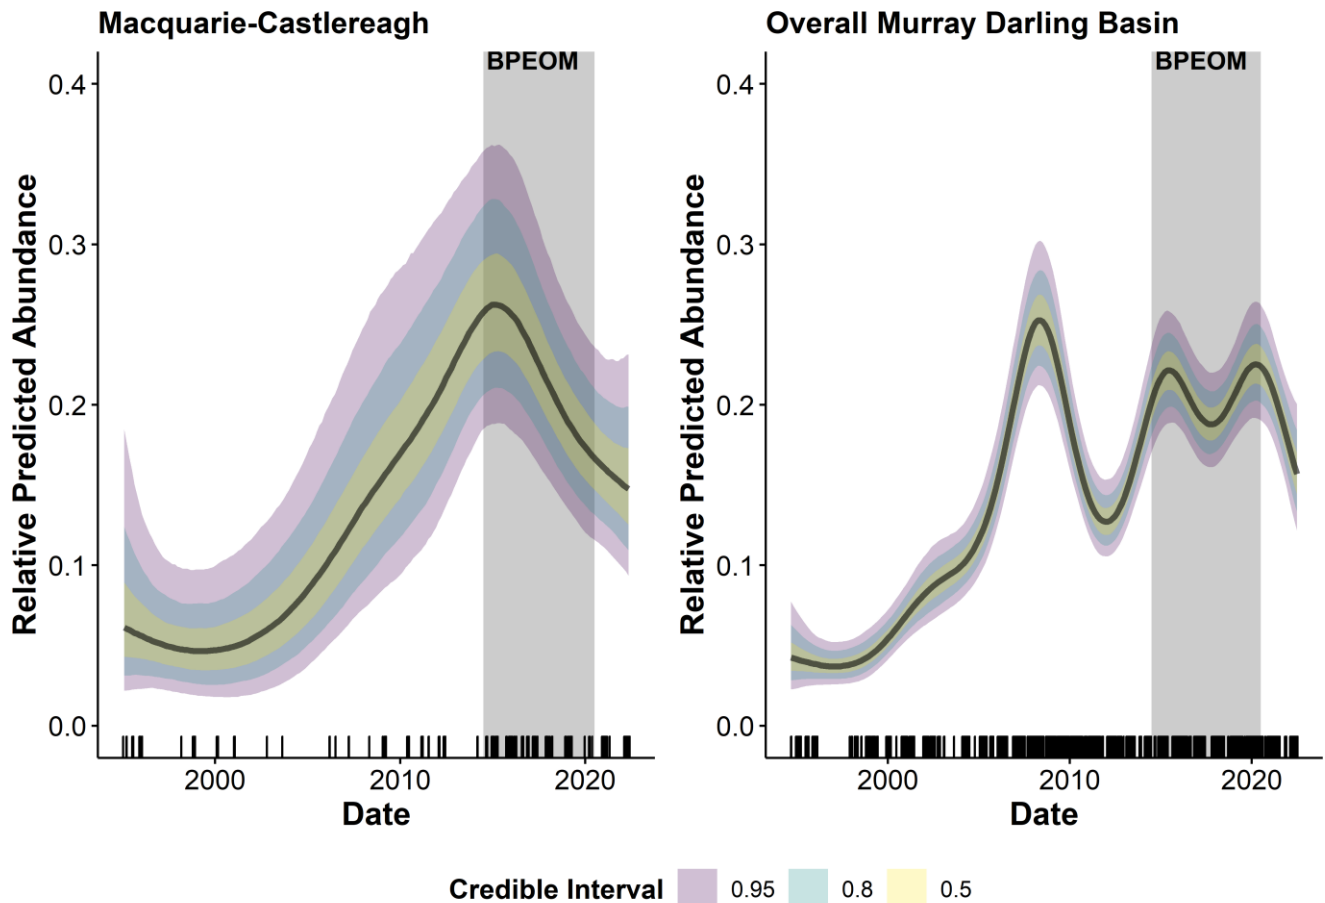 Macquarie-Castlereagh
Overall Murray Darling Basin
BPEOM
BPEOM
Relative Predicted Abundance
0.4
0.3
0.2
0.1
0.0
2000 2010 2020
Date
Relative Predicted Abundance
0.4
0.3
0.2
0.1
0.0
2000 2010 2020
Date
Credible Interval 0.95 0.8 0.5